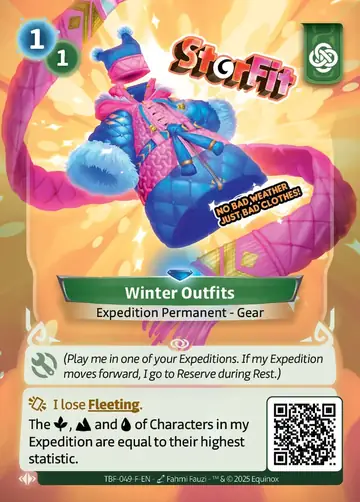 1
1
StarFit
NO BAD WEATHER
JUST BAD CLOTHES!
Winter Outfits
Expedition Permanent - Gear
(Play me in one of your Expeditions. If my Expedition
moves forward, I go to Reserve during Rest.)
I lose Fleeting.
The , and of Characters in my
Expedition are equal to their highest
statistic.
TBF-049-F-EN - Fahmi Fauzi - ™ & © 2025 Equinox